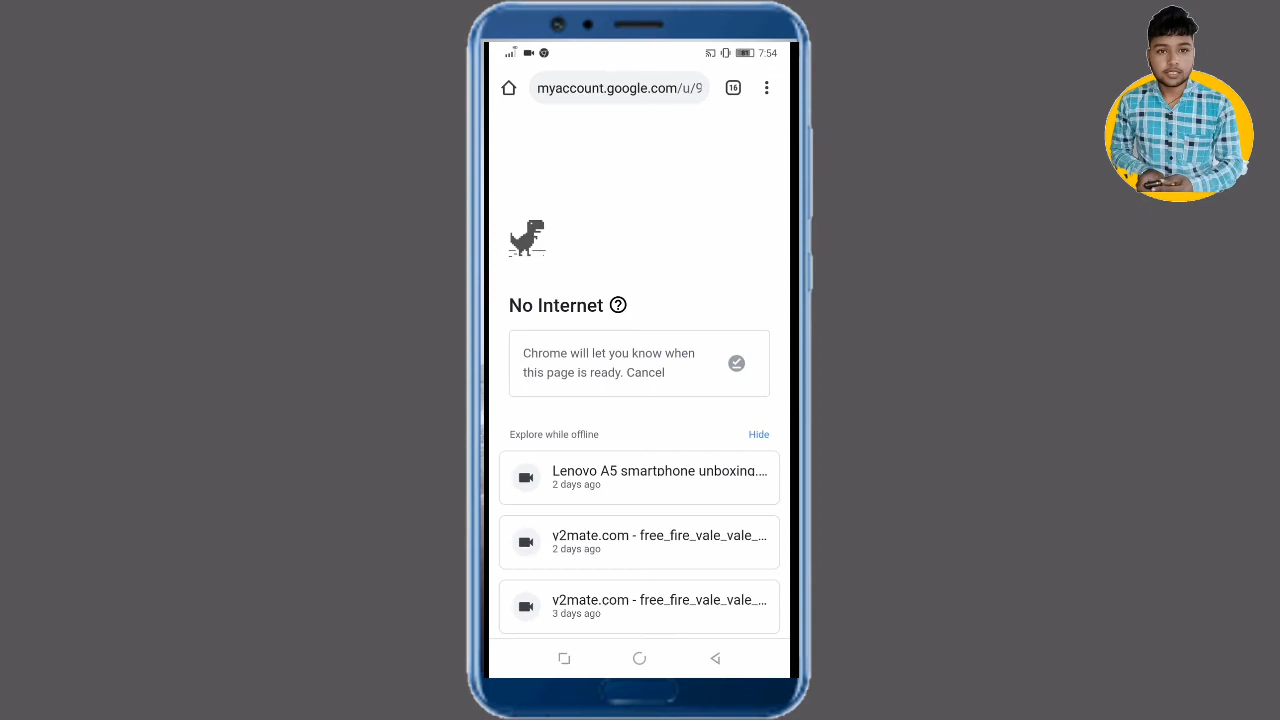 61 7:54
myaccount.google.com/u/9 16
No Internet
Chrome will let you know when
this page is ready. Cancel
Explore while offline Hide
Lenovo A5 smartphone unboxing....
2 days ago
v2mate.com - free_fire_vale_vale_...
2 days ago
v2mate.com - free_fire_vale_vale_...
3 days ago